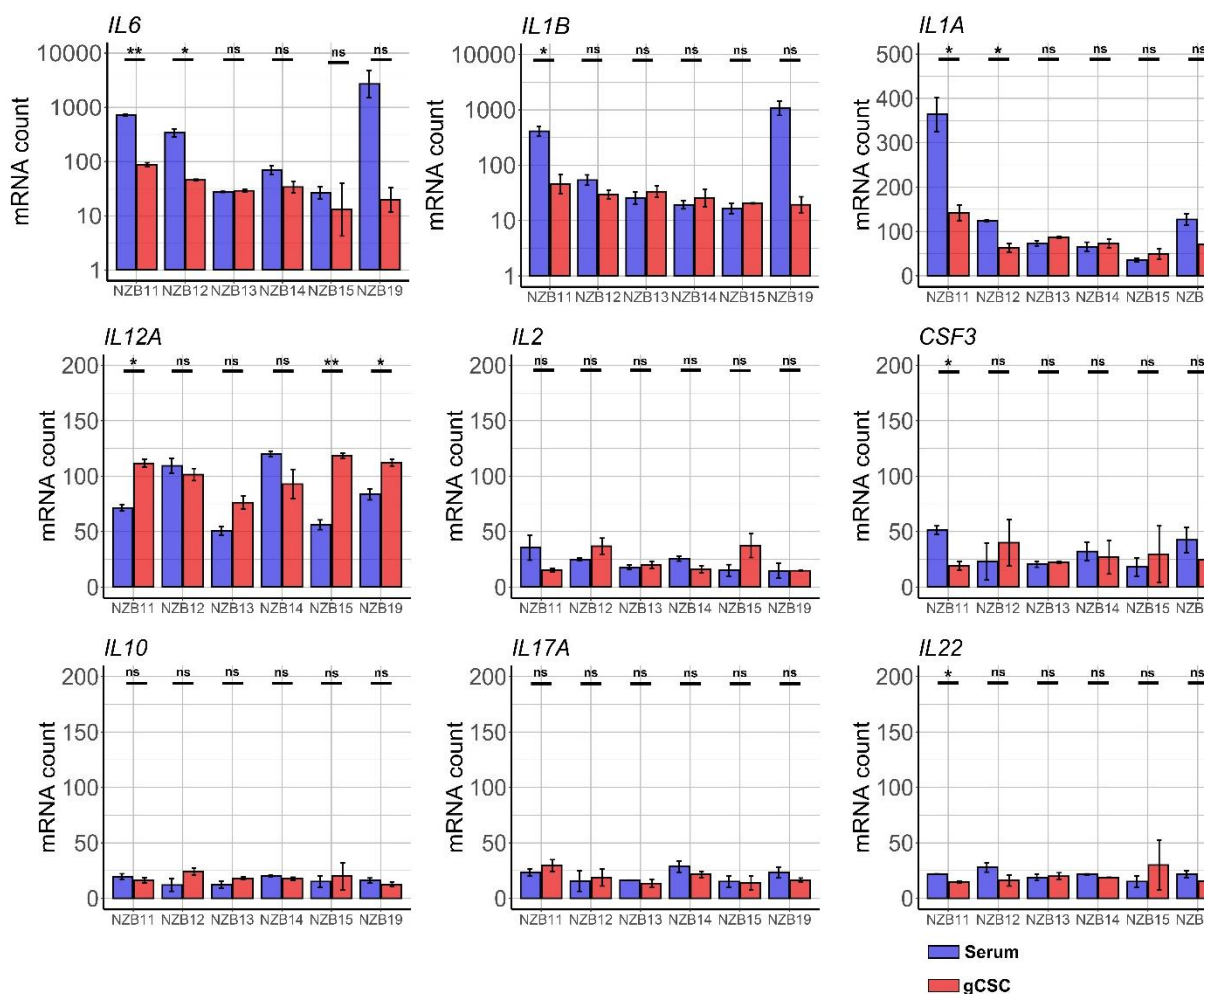 IL6 IL1B IL1A
** * ns ns ns ns
* ns ns ns ns ns
* * ns ns ns ns
mRNA count
10000
1000
100
10
1
NZB11 NZB12 NZB13 NZB14 NZB15 NZB19
mRNA count
10000
1000
100
10
1
NZB11 NZB12 NZB13 NZB14 NZB15 NZB19
mRNA count
500
400
300
200
100
0
NZB11 NZB12 NZB13 NZB14 NZB15 NZB
IL12A IL2 CSF3
* ns ns ns ** *
ns ns ns ns ns ns
* ns ns ns ns ns
mRNA count
200
150
100
50
0
NZB11 NZB12 NZB13 NZB14 NZB15 NZB19
mRNA count
200
150
100
50
0
NZB11 NZB12 NZB13 NZB14 NZB15 NZB19
mRNA count
200
150
100
50
0
NZB11 NZB12 NZB13 NZB14 NZB15 NZB
IL10 IL17A IL22
ns ns ns ns ns ns
ns ns ns ns ns ns
* ns ns ns ns ns
mRNA count
200
150
100
50
0
NZB11 NZB12 NZB13 NZB14 NZB15 NZB19
mRNA count
200
150
100
50
0
NZB11 NZB12 NZB13 NZB14 NZB15 NZB19
mRNA count
200
150
100
50
0
NZB11 NZB12 NZB13 NZB14 NZB15 NZB
Serum
gCSC